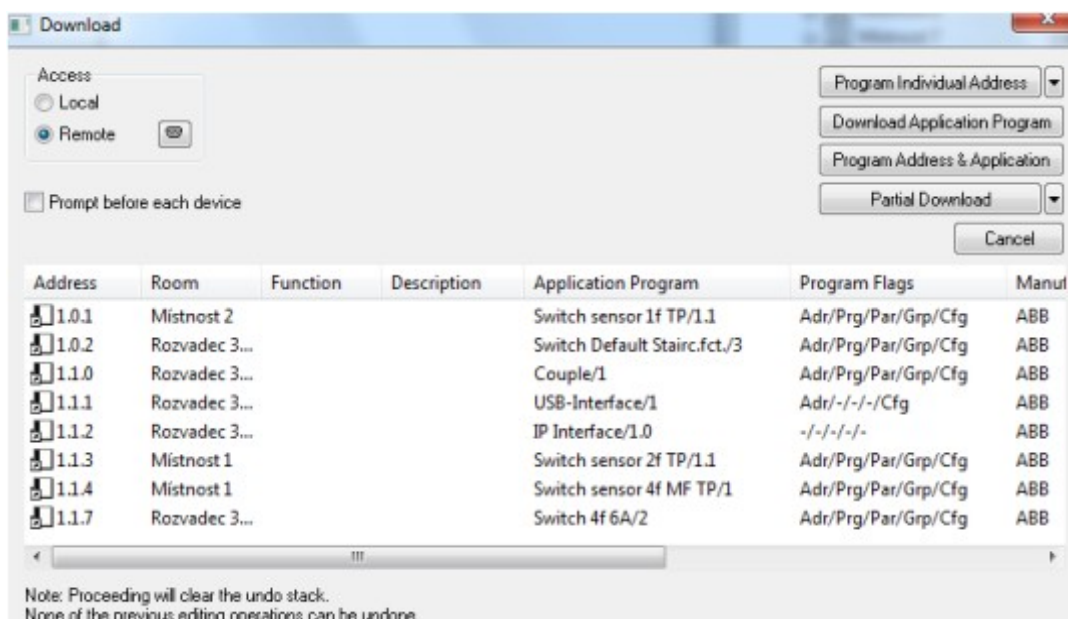 Download
Access
Local
Remote
Prompt before each device
Program Individual Address
Download Application Program
Program Address & Application
Partial Download
Cancel
Address Room Function Description Application Program Program Flags Manuf
1.0.1 Místnost 2 Switch sensor 1f TP/1.1 Adr/Prg/Par/Grp/Cfg ABB
1.0.2 Rozvadec 3... Switch Default Stairc.fct./3 Adr/Prg/Par/Grp/Cfg ABB
1.1.0 Rozvadec 3... Couple/1 Adr/Prg/Par/Grp/Cfg ABB
1.1.1 Rozvadec 3... USB-Interface/1 Adr/-/-/-/Cfg ABB
1.1.2 Rozvadec 3... IP Interface/1.0 -/-/-/-/- ABB
1.1.3 Místnost 1 Switch sensor 2f TP/1.1 Adr/Prg/Par/Grp/Cfg ABB
1.1.4 Místnost 1 Switch sensor 4f MF TP/1 Adr/Prg/Par/Grp/Cfg ABB
1.1.7 Rozvadec 3... Switch 4f 6A/2 Adr/Prg/Par/Grp/Cfg ABB
Note: Proceeding will clear the undo stack.
None of the previous editing operations can be undone